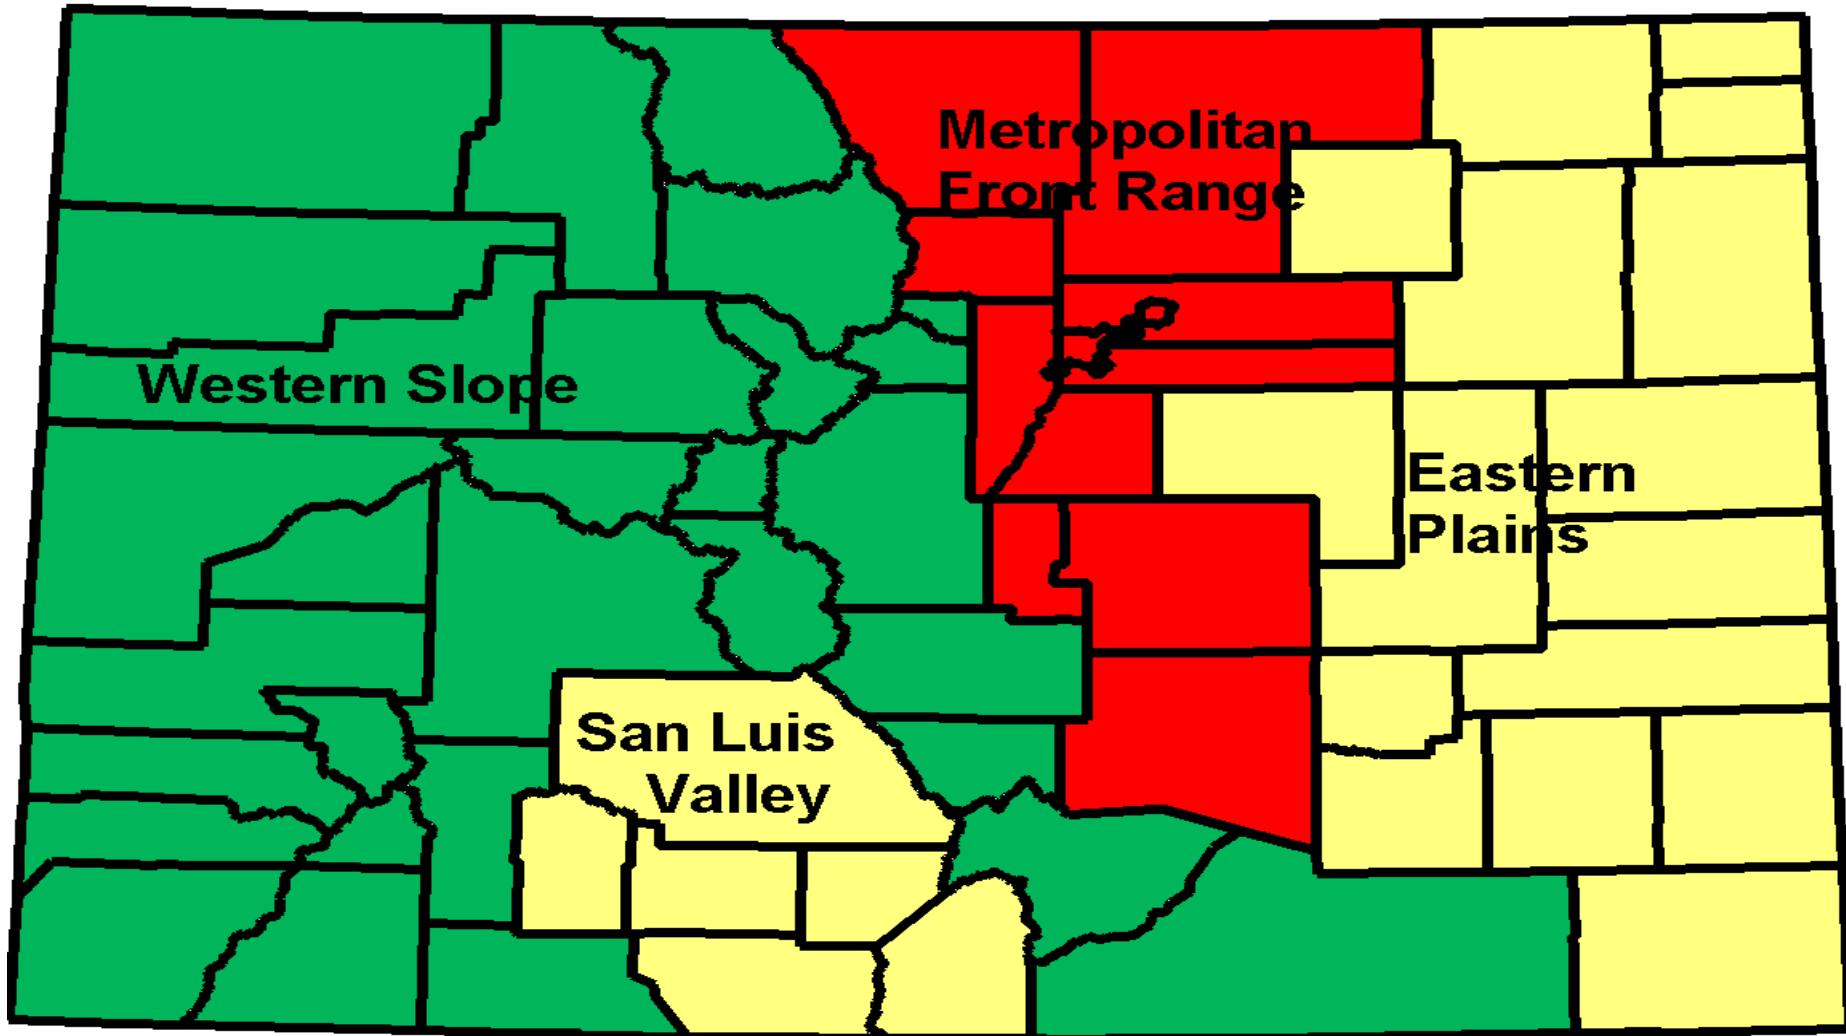 Metropolitan
Front Range
Western Slope
Eastern
Plains
San Luis
Valley